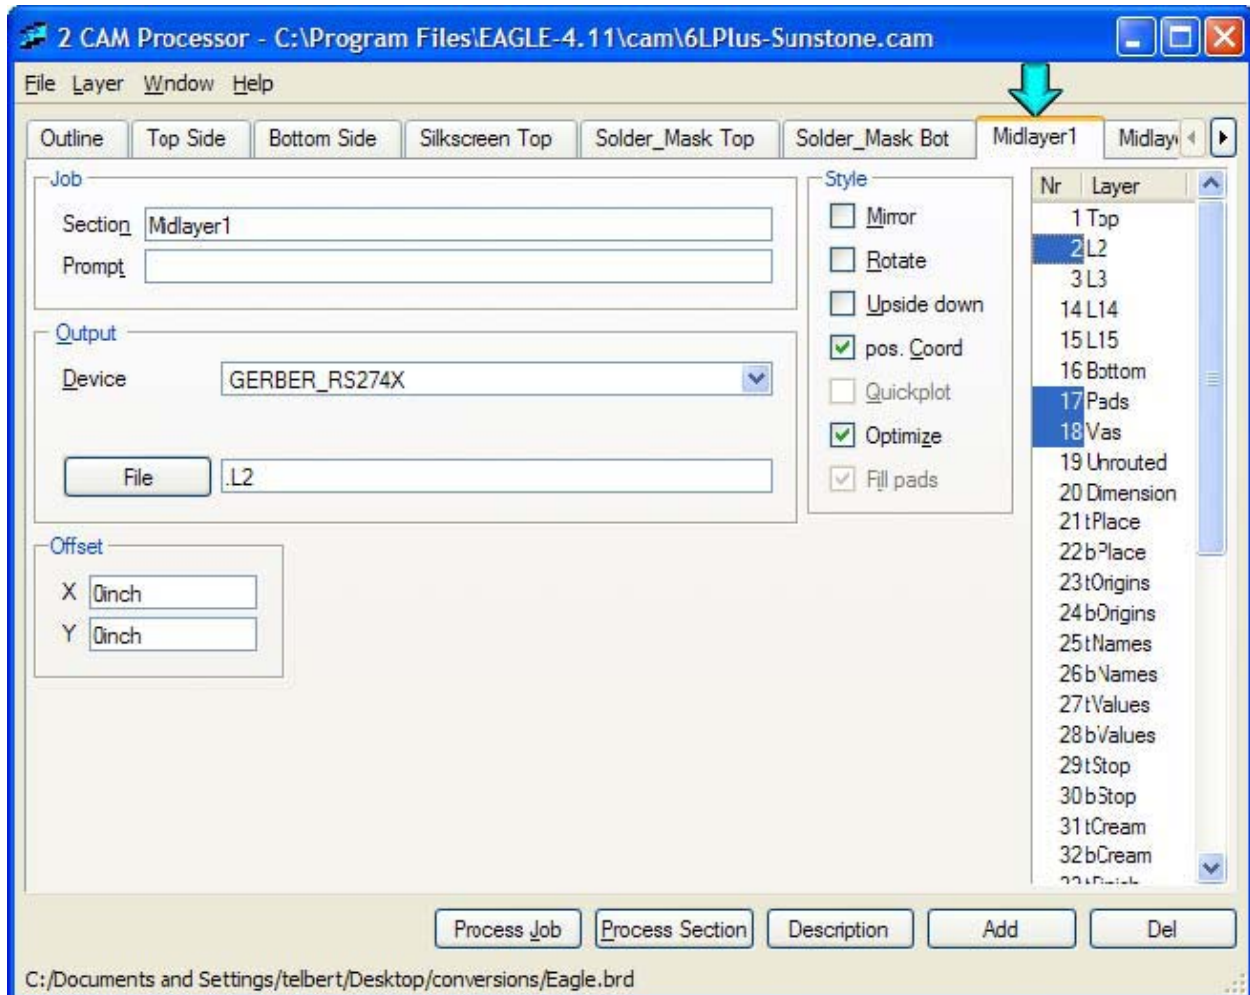 2 CAM Processor - C:\Program Files\EAGLE-4.11\cam\6LPlus-Sunstone.cam
File Layer Wndow Help
Outline Top Side Bottom Side Silkscreen Top Solder_Mask Top Solder_Mask Bot Midlayer1 Midlay
Job
Section Midlayer1
Prompt
Output
Device GERBER_RS274X
File .L2
Offset
X 0inch
Y 0inch
Style
Mirror
Rotate
Upside down
pos. Coord
Quickplot
Optimize
Fill pads
Nr Layer
1 Top
2 L2
3 L3
14 L14
15 L15
16 Bottom
17 Pads
18 Vas
19 Unrouted
20 Dimension
21 tPlace
22 bPlace
23 tOrigins
24 bOrigins
25 tNames
26 bNames
27 tValues
28 bValues
29 tStop
30 bStop
31 tCream
32 bCream
Process Job Process Section Description Add Del
C:/Documents and Settings/telbert/Desktop/conversions/Eagle.brd